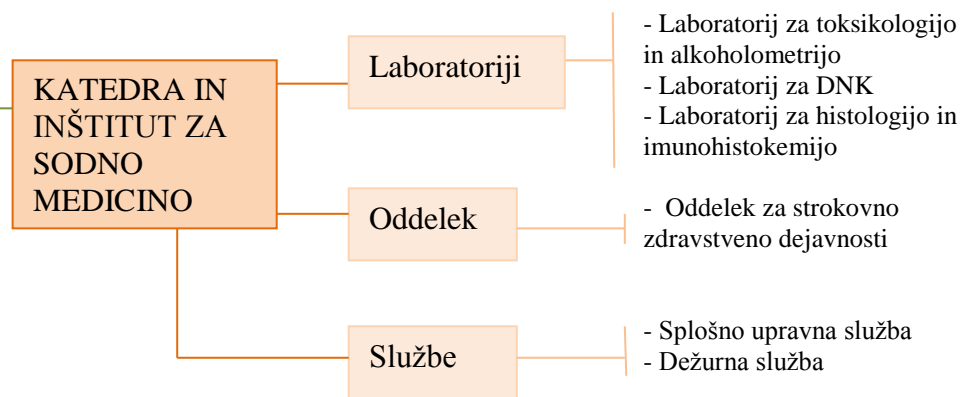 KATEDRA IN
INŠTITUT ZA
SODNO
MEDICINO
Laboratoriji
- Laboratorij za toksikologijo
in alkoholometrijo
- Laboratorij za DNK
- Laboratorij za histologijo in
imunohistokemijo
Oddelek
- Oddelek za strokovno
zdravstveno dejavnosti
Službe
- Splošno upravna služba
- Dežurna služba